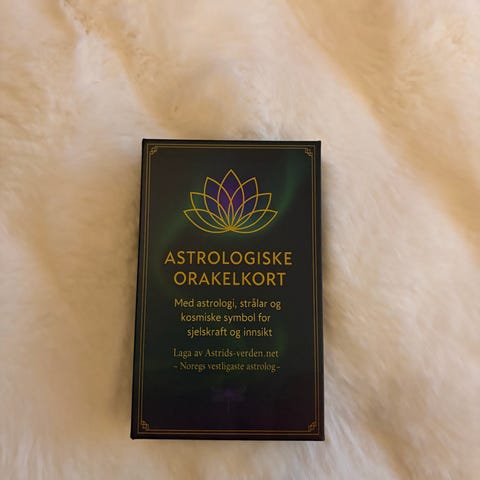 ASTROLOGISKE
ORAKELKORT
Med astrologi, strålar og
kosmiske symbol for
sjelskraft og innsikt
Laga av Astrids-verden.net
– Noregs vestligaste astrolog –